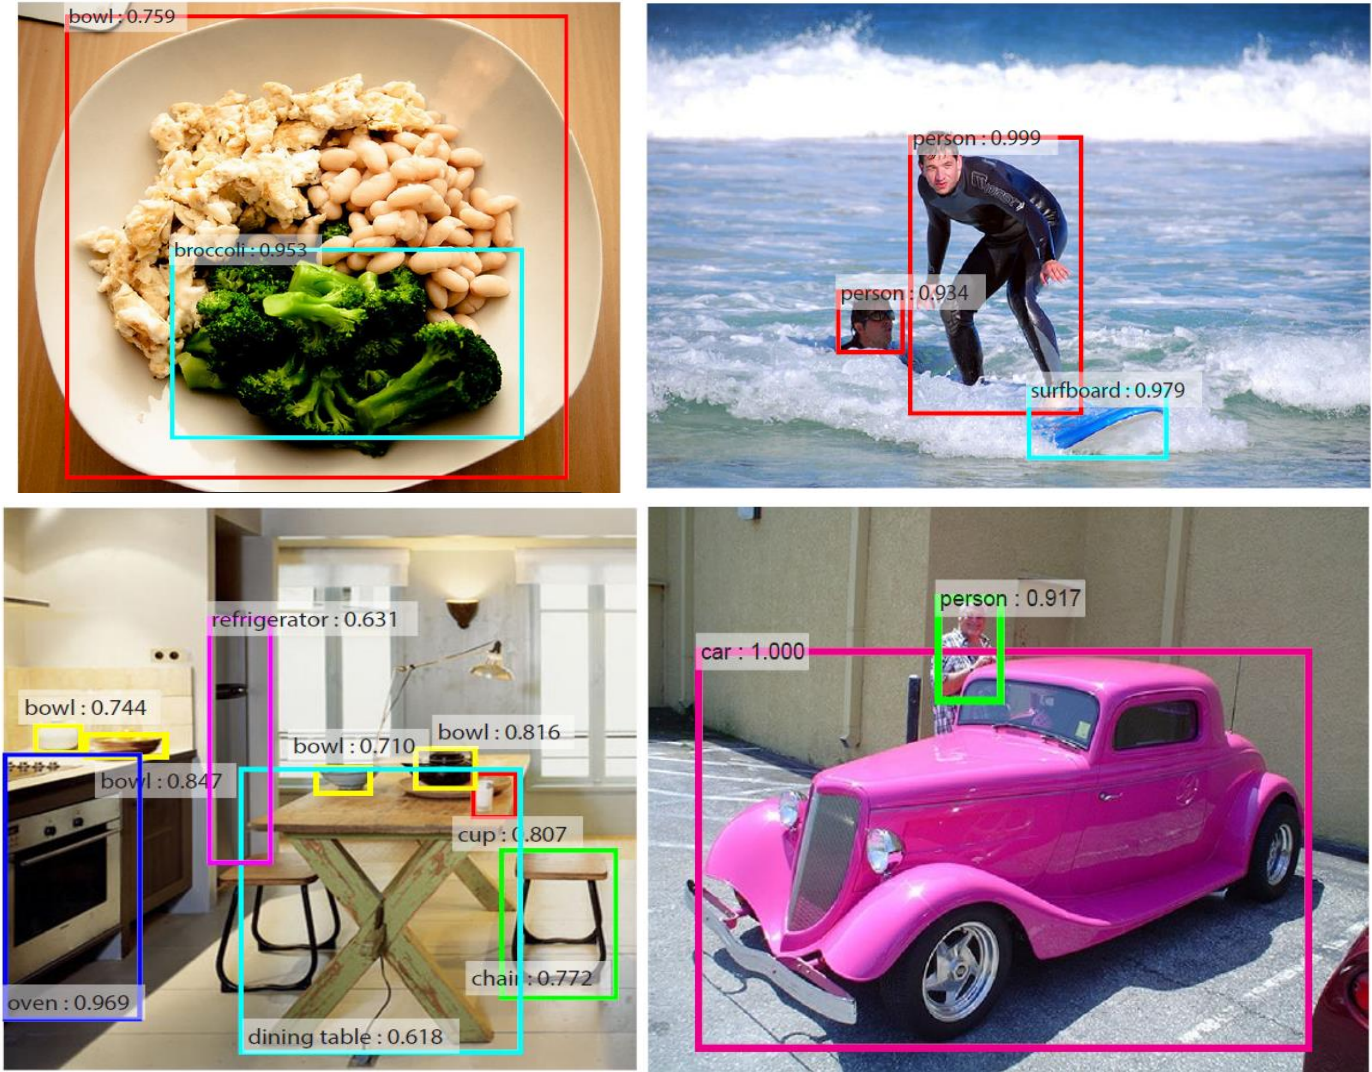 bowl : 0.759
broccoli : 0.953
person : 0.999
person : 0.934
surfboard : 0.979
refrigerator : 0.631
bowl : 0.744
bowl : 0.847
bowl : 0.710
bowl : 0.816
cup : 0.807
chair : 0.772
oven : 0.969
dining table : 0.618
person : 0.917
car : 1.000